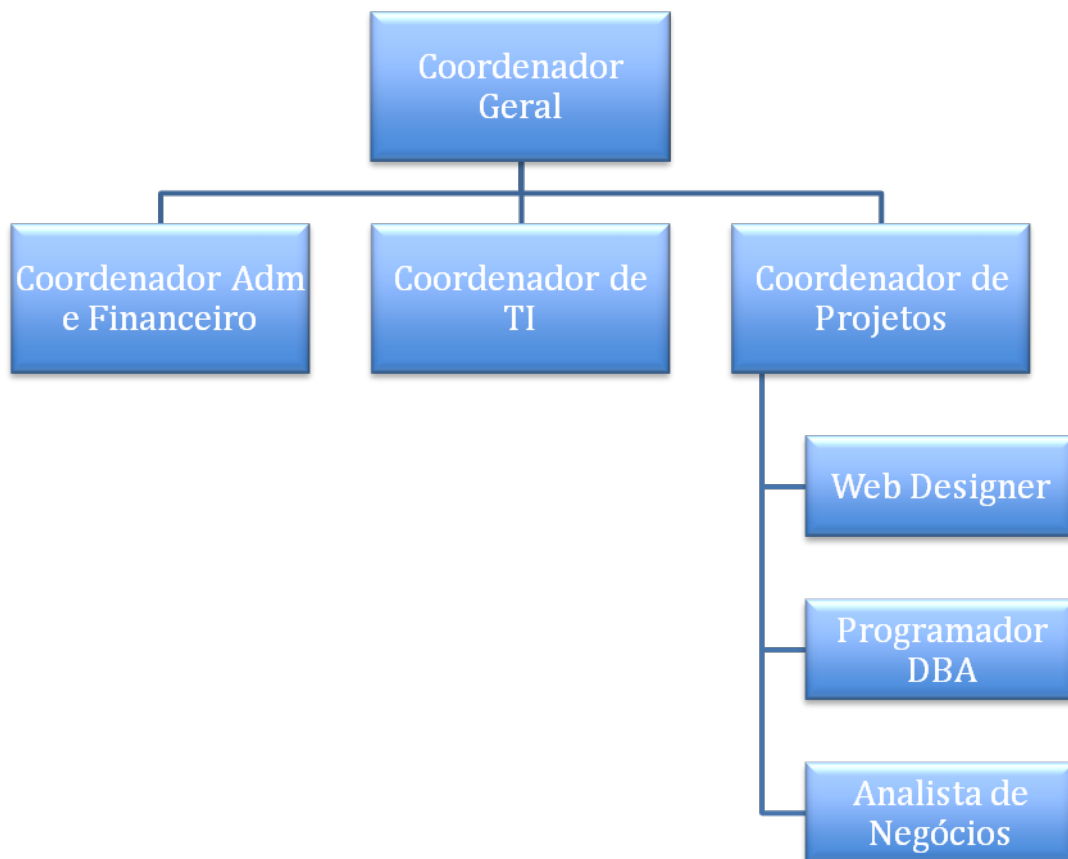 Coordenador
Geral
Coordenador Adm
e Financeiro
Coordenador de
TI
Coordenador de
Projetos
Web Designer
Programador
DBA
Analista de
Negócios